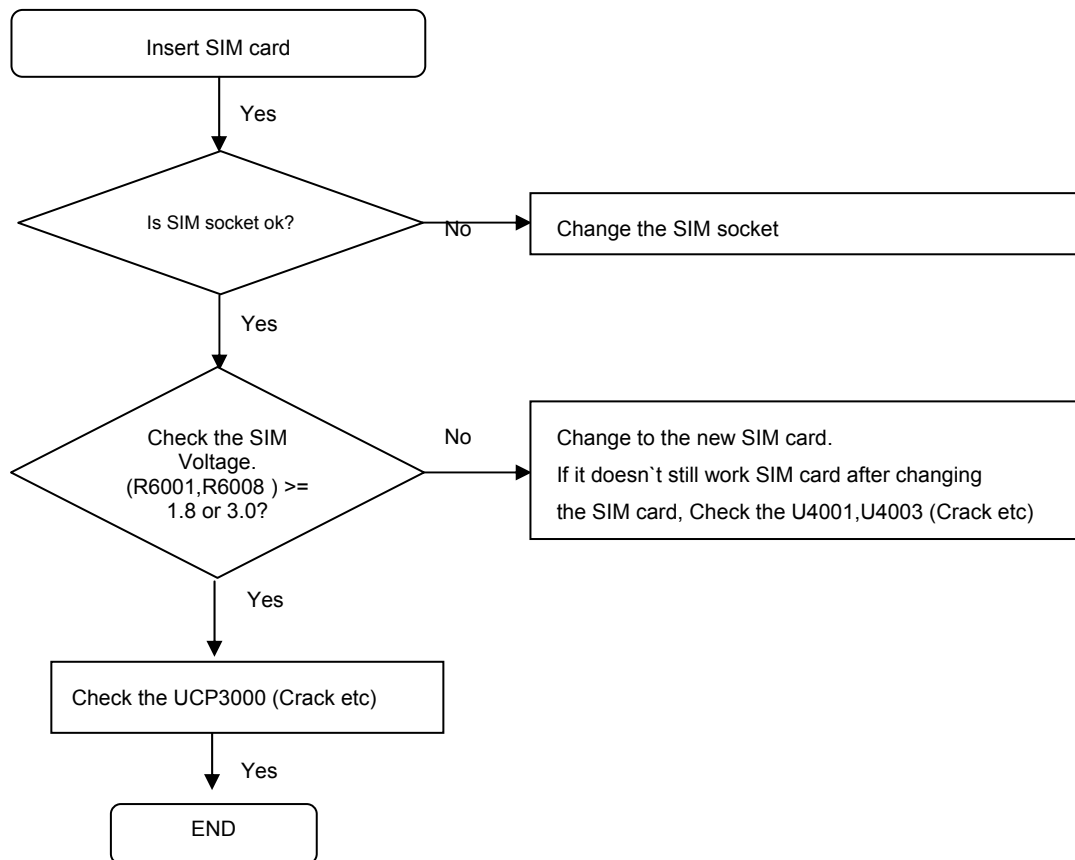 Insert SIM card
Yes
Is SIM socket ok?
No
Change the SIM socket
Yes
Check the SIM
Voltage.
(R6001,R6008 ) >=
1.8 or 3.0?
No
Change to the new SIM card.
If it doesn`t still work SIM card after changing
the SIM card, Check the U4001,U4003 (Crack etc)
Yes
Check the UCP3000 (Crack etc)
Yes
END